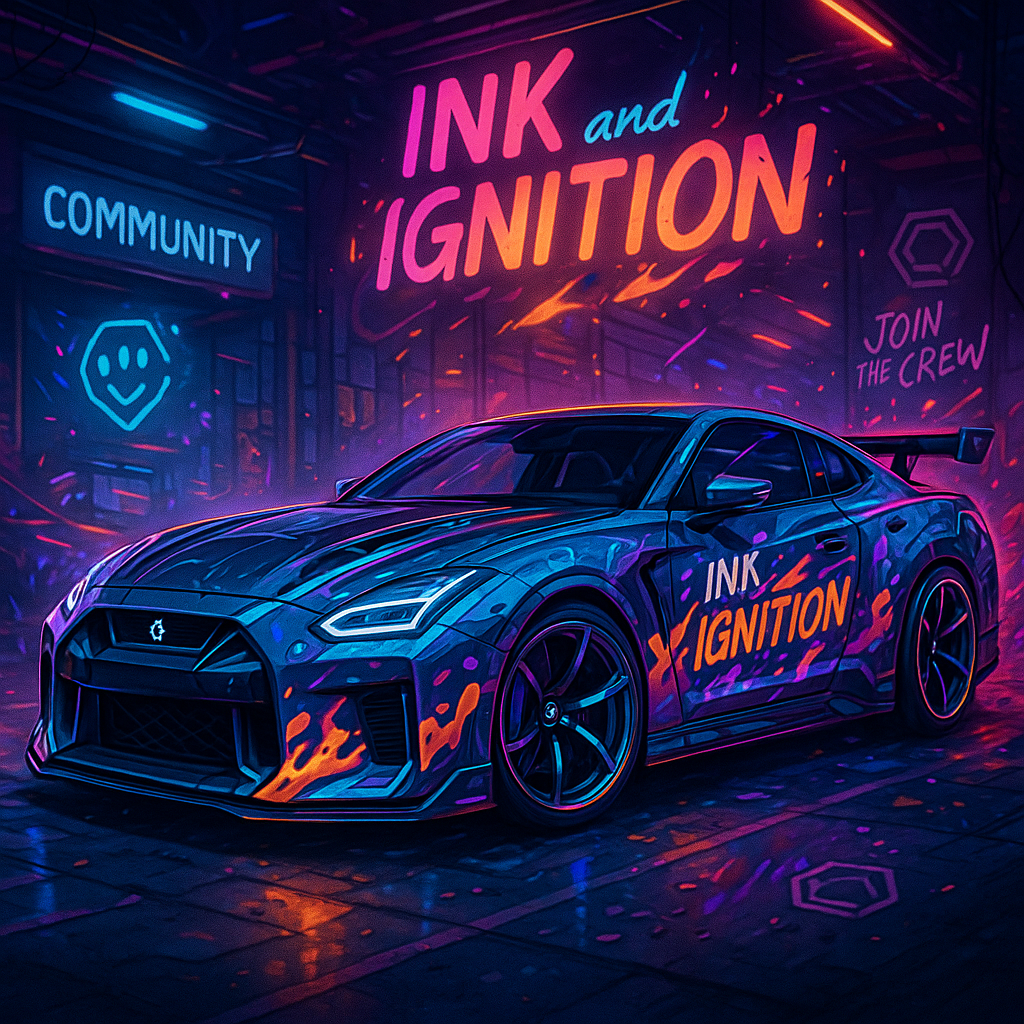 INK and
IGNITION
COMMUNITY
JOIN
THE CREW
INK
IGNITION